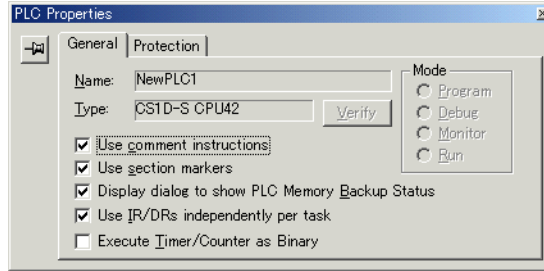 PLC Properties
General Protection
Name: NewPLC1
Type: CS1D-S CPU42 Verify
Mode
Program
Debug
Monitor
Run
Use comment instructions
Use section markers
Display dialog to show PLC Memory Backup Status
Use IR/DRs independently per task
Execute Timer/Counter as Binary